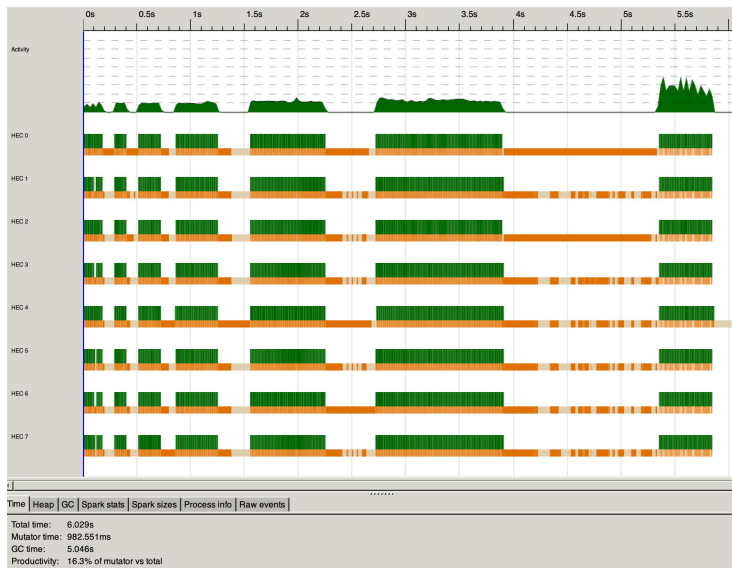 0s 0.5s 1s 1.5s 2s 2.5s 3s 3.5s 4s 4.5s 5s 5.5s
Activity
HEC 0
HEC 1
HEC 2
HEC 3
HEC 4
HEC 5
HEC 6
HEC 7
Time Heap GC Spark stats Spark sizes Process info Raw events
Total time: 6.029s
Mutator time: 982.551ms
GC time: 5.046s
Productivity: 16.3% of mutator vs total